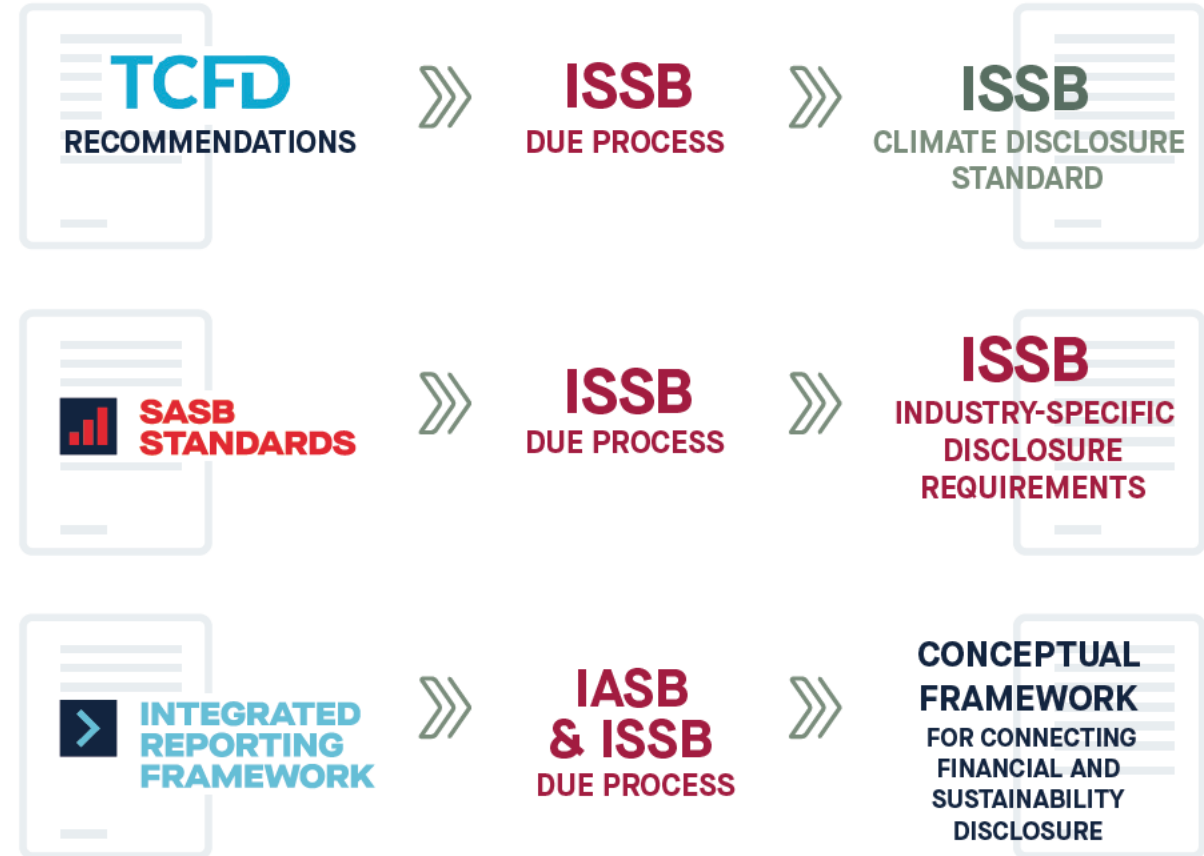 TCFD
RECOMMENDATIONS
ISSB
DUE PROCESS
ISSB
CLIMATE DISCLOSURE
STANDARD
SASB
STANDARDS
ISSB
DUE PROCESS
ISSB
INDUSTRY-SPECIFIC
DISCLOSURE
REQUIREMENTS
INTEGRATED
REPORTING
FRAMEWORK
IASB
& ISSB
DUE PROCESS
CONCEPTUAL
FRAMEWORK
FOR CONNECTING
FINANCIAL AND
SUSTAINABILITY
DISCLOSURE